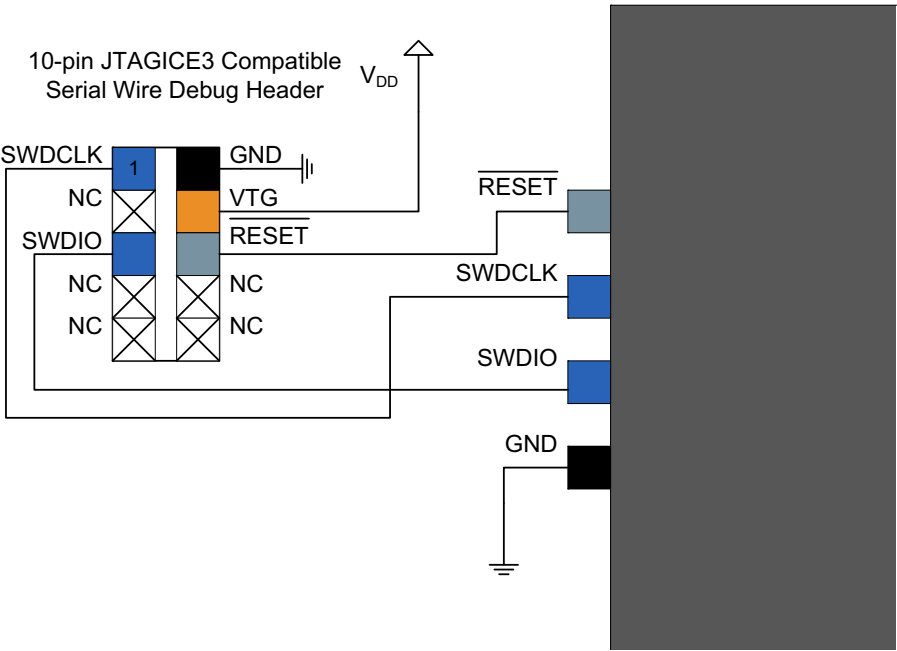 10-pin JTAGICE3 Compatible
Serial Wire Debug Header
VDD
SWDCLK
1
GND
NC
VTG
SWDIO
RESET
NC
NC
NC
NC
RESET
SWDCLK
SWDIO
GND